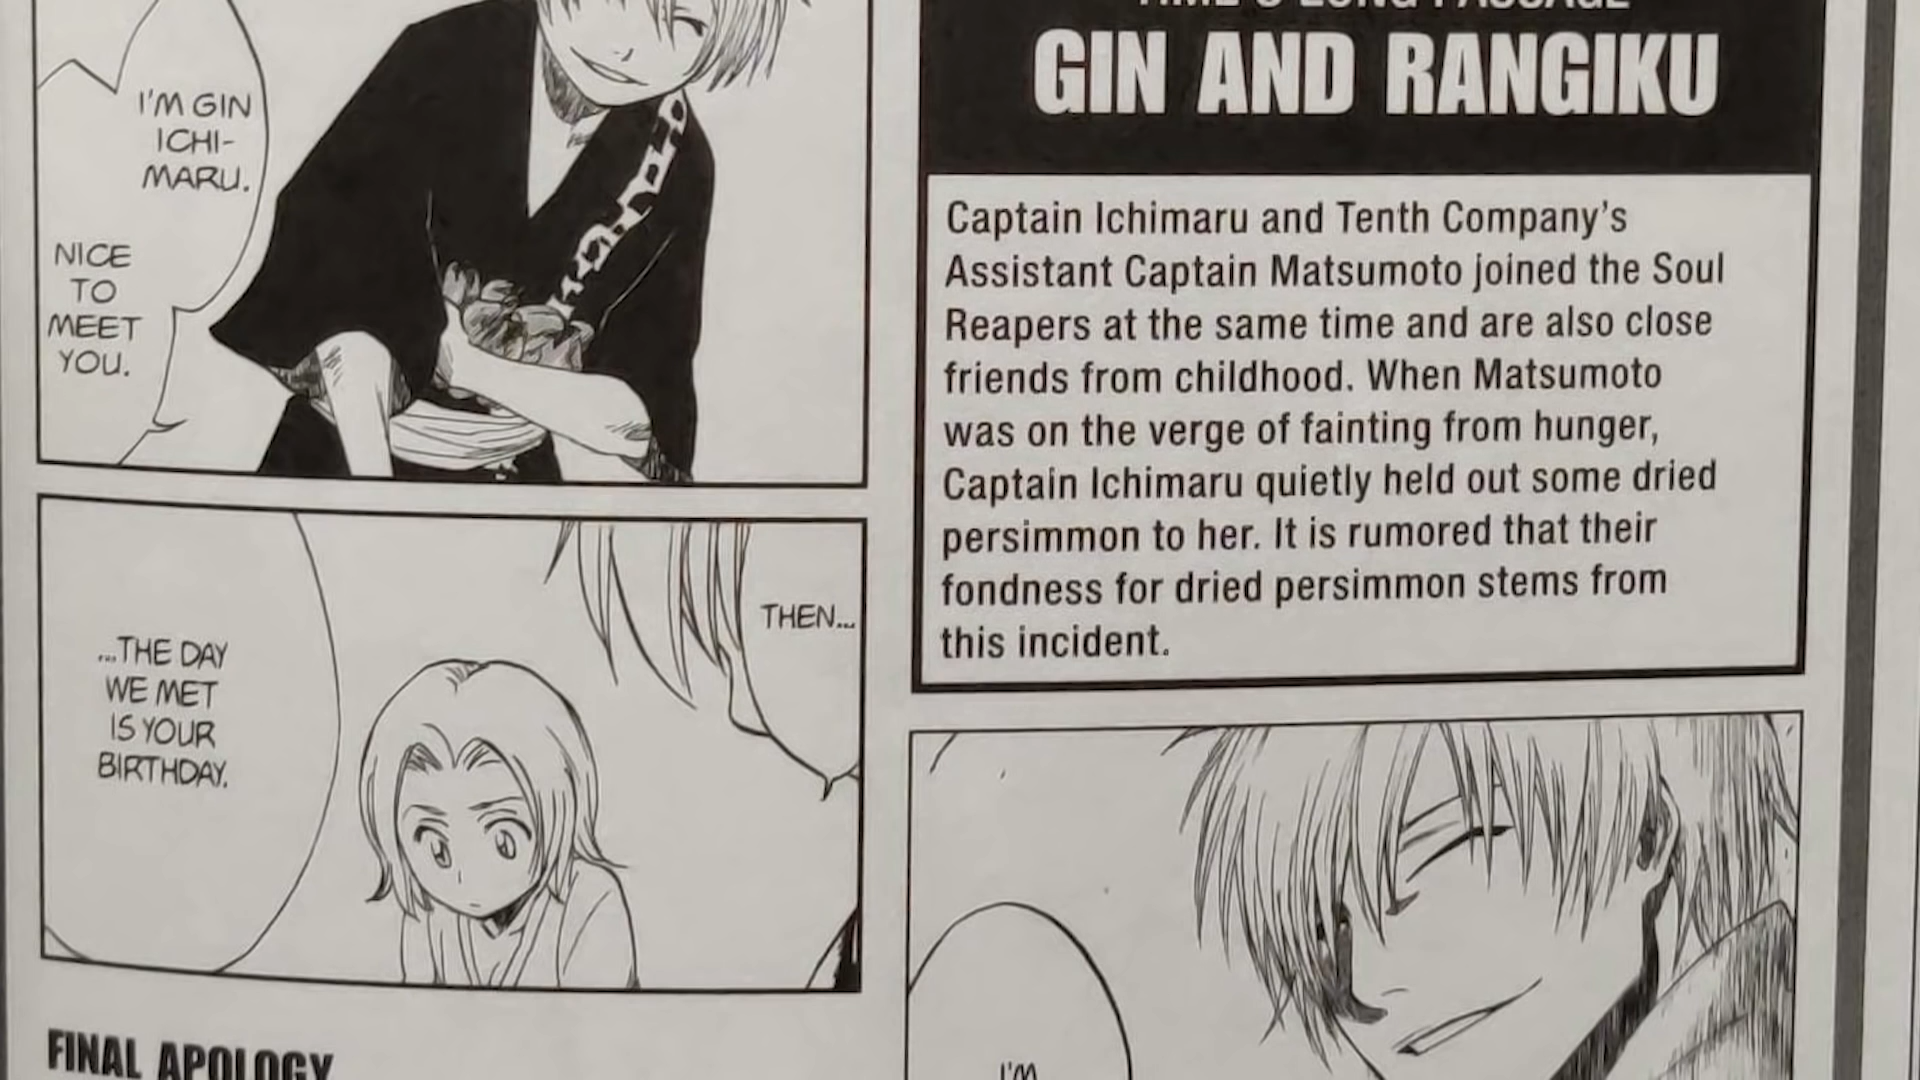 TIME'S LONG PASSAGE
GIN AND RANGIKU
Captain Ichimaru and Tenth Company's
Assistant Captain Matsumoto joined the Soul
Reapers at the same time and are also close
friends from childhood. When Matsumoto
was on the verge of fainting from hunger,
Captain Ichimaru quietly held out some dried
persimmon to her. It is rumored that their
fondness for dried persimmon stems from
this incident.
I'M GIN
ICHI-
MARU.
NICE
TO
MEET
YOU.
THEN...
...THE DAY
WE MET
IS YOUR
BIRTHDAY.
FINAL APOLOGY
I'M